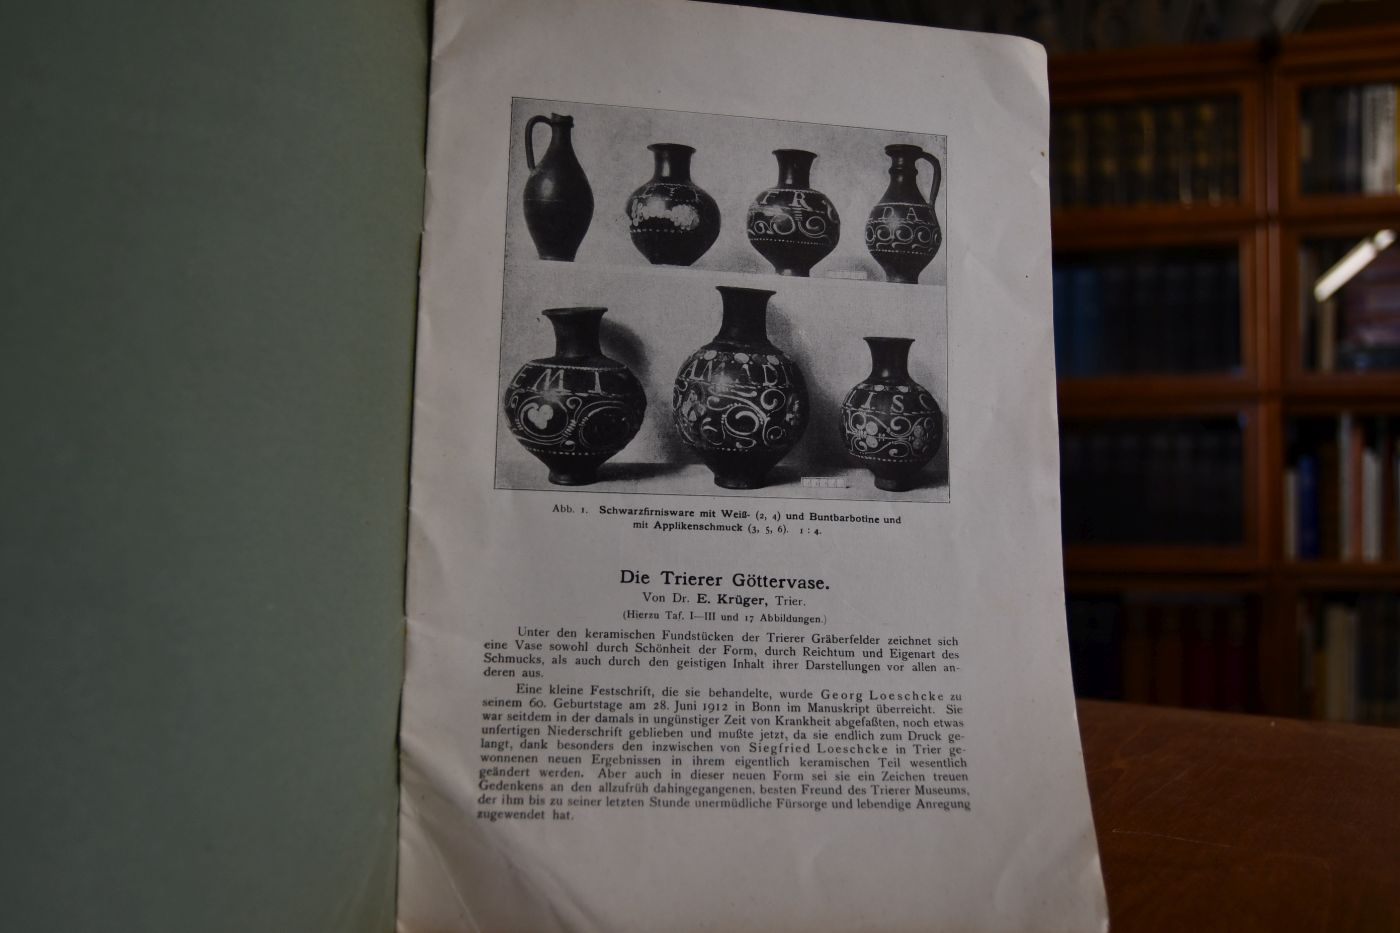 FRU
DA
EMIT
AMADA
ISC
Abb. 1. Schwarzfirnisware mit Weiß- (2, 4) und Buntbarbotine und
mit Applikenschmuck (3, 5, 6). 1 : 4.
Die Trierer Göttervase.
Von Dr. E. Krüger, Trier.
(Hierzu Taf. I—III und 17 Abbildungen.)
Unter den keramischen Fundstücken der Trierer Gräberfelder zeichnet sich
eine Vase sowohl durch Schönheit der Form, durch Reichtum und Eigenart des
Schmucks, als auch durch den geistigen Inhalt ihrer Darstellungen vor allen an-
deren aus.
Eine kleine Festschrift, die sie behandelte, wurde Georg Loeschcke zu
seinem 60. Geburtstage am 28. Juni 1912 in Bonn im Manuskript überreicht. Sie
war seitdem in der damals in ungünstiger Zeit von Krankheit abgefaßten, noch etwas
unfertigen Niederschrift geblieben und mußte jetzt, da sie endlich zum Druck ge-
langt, dank besonders den inzwischen von Siegfried Loeschcke in Trier ge-
wonnenen neuen Ergebnissen in ihrem eigentlich keramischen Teil wesentlich
geändert werden. Aber auch in dieser neuen Form sei sie ein Zeichen treuen
Gedenkens an den allzufrüh dahingegangenen, besten Freund des Trierer Museums,
der ihm bis zu seiner letzten Stunde unermüdliche Fürsorge und lebendige Anregung
zugewendet hat.